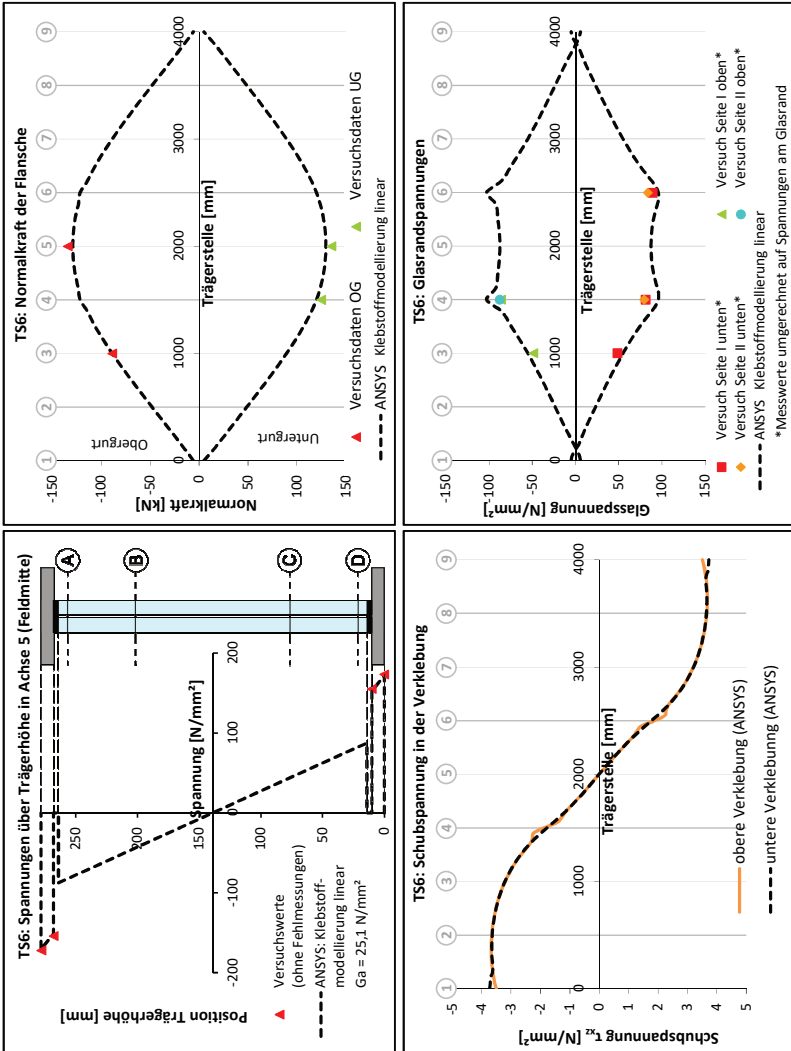 TS6: Spannungen über Trägerhöhe in Achse 5 (Feldmitte)
Position Trägerhöhe [mm]
250
200
150
100
50
0
-200
-100
0
100
200
Spannung [N/mm²]
A
B
C
D
Versuchswerte
(ohne Fehlmessungen)
ANSYS: Klebstoff-
modellierung linear
Ga = 25,1 N/mm²
TS6: Normalkraft der Flansche
1 2 3 4 5 6 7 8 9
Normalkraft [kN]
-150
-100
-50
0
50
100
150
Obergurt
Untergurt
0 1000 2000 3000 4000
Trägerstelle [mm]
Versuchsdaten OG
Versuchsdaten UG
ANSYS Klebstoffmodellierung linear
TS6: Schubspannung in der Verklebung
1 2 3 4 5 6 7 8 9
Schubspannung τxz [N/mm²]
-5
-4
-3
-2
-1
0
1
2
3
4
5
0 1000 2000 3000 4000
Trägerstelle [mm]
obere Verklebung (ANSYS)
untere Verklebunng (ANSYS)
TS6: Glasrandspannungen
1 2 3 4 5 6 7 8 9
Glasspannung [N/mm²]
-150
-100
-50
0
50
100
150
0 1000 2000 3000 4000
Trägerstelle [mm]
Versuch Seite I unten*
Versuch Seite I oben*
Versuch Seite II unten*
Versuch Seite II oben*
ANSYS Klebstoffmodellierung linear
*Messwerte umgerechnet auf Spannungen am Glasrand